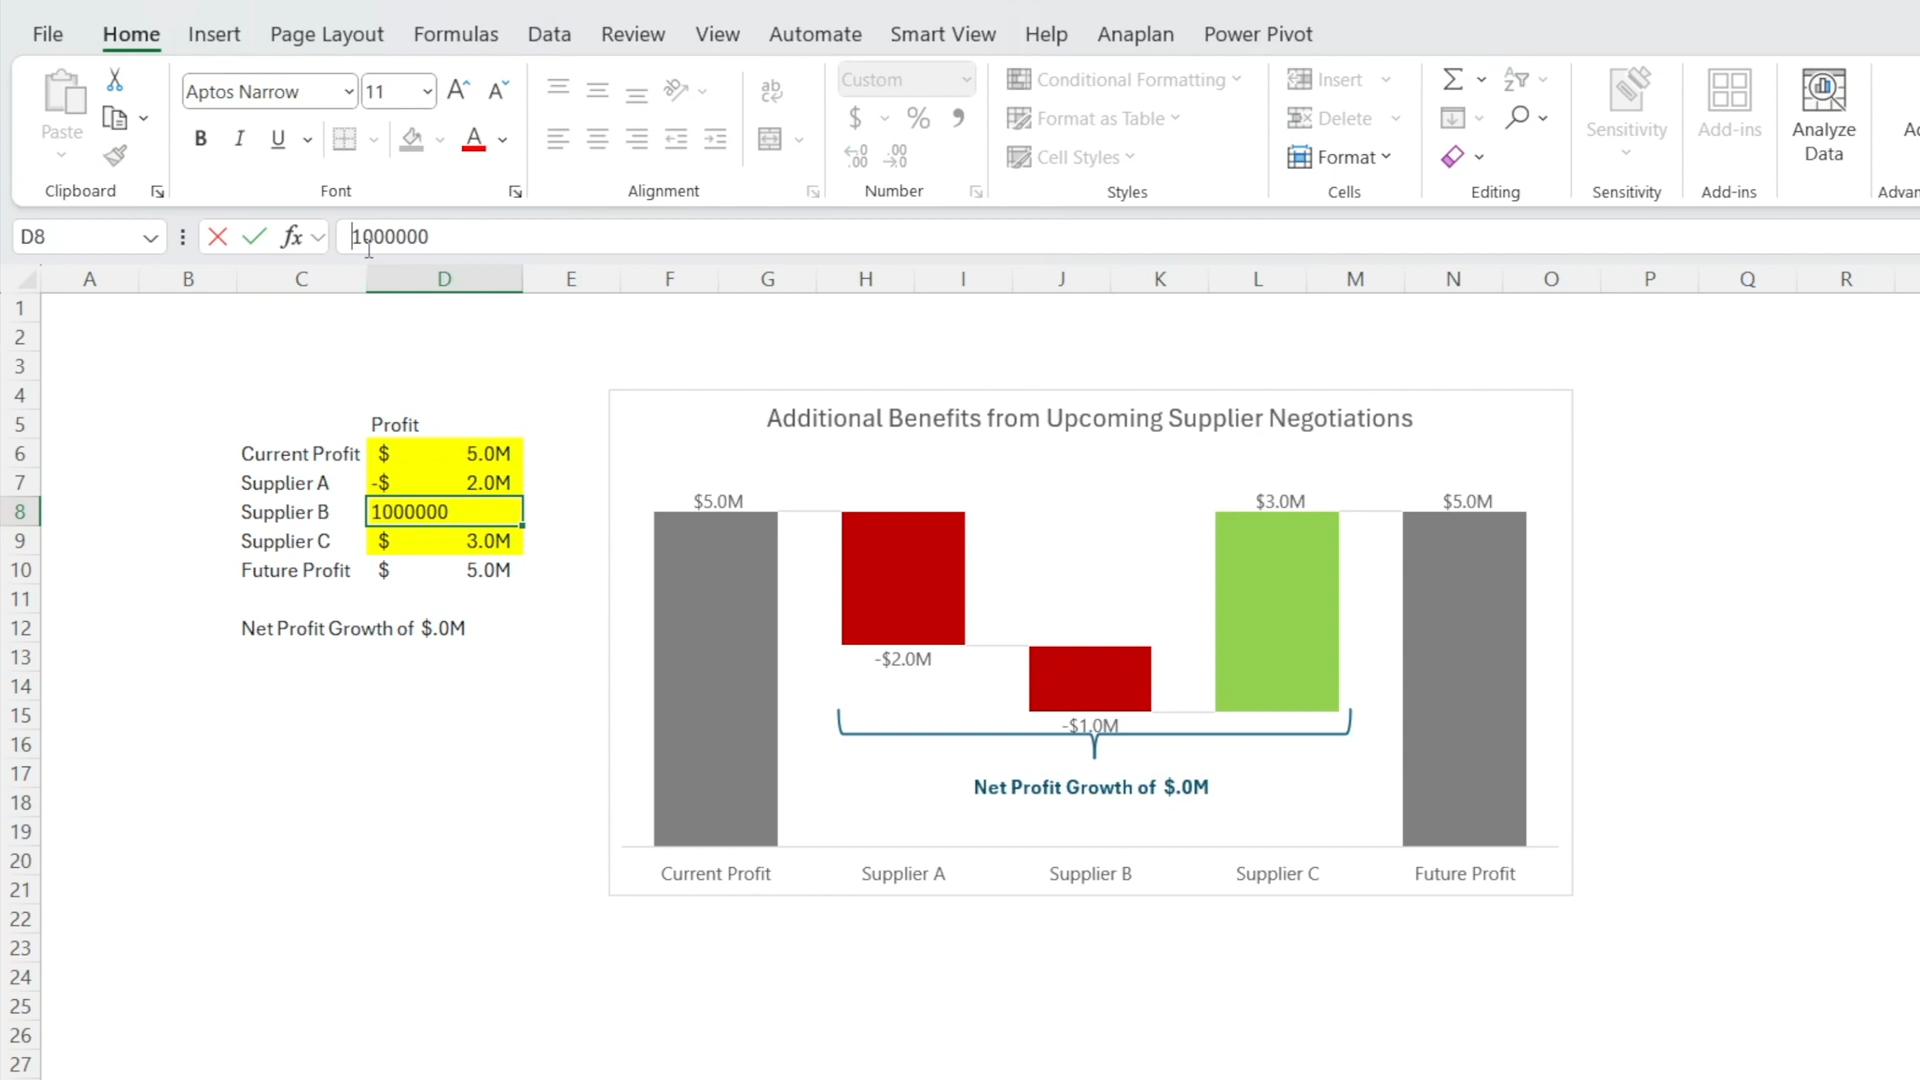 File Home Insert Page Layout Formulas Data Review View Automate Smart View Help Anaplan Power Pivot
Paste
Clipboard
Aptos Narrow 11 A A
B I U A
Font
ab
Alignment
Custom
$ % 9
.00 .00
Number
Conditional Formatting
Format as Table
Cell Styles
Styles
Insert
Delete
Format
Cells
Editing
Sensitivity
Sensitivity
Add-ins
Add-ins
Analyze
Data
Advan
D8 fx 1000000
A B C D E F G H I J K L M N O P Q R
1
2
3
4
5 Profit
6 Current Profit $ 5.0M
7 Supplier A -$ 2.0M
8 Supplier B 1000000
9 Supplier C $ 3.0M
10 Future Profit $ 5.0M
11
12 Net Profit Growth of $.0M
13
14
15
16
17
18
19
20
21
22
23
24
25
26
27
Additional Benefits from Upcoming Supplier Negotiations
$5.0M $3.0M $5.0M
-$2.0M
-$1.0M
Net Profit Growth of $.0M
Current Profit Supplier A Supplier B Supplier C Future Profit